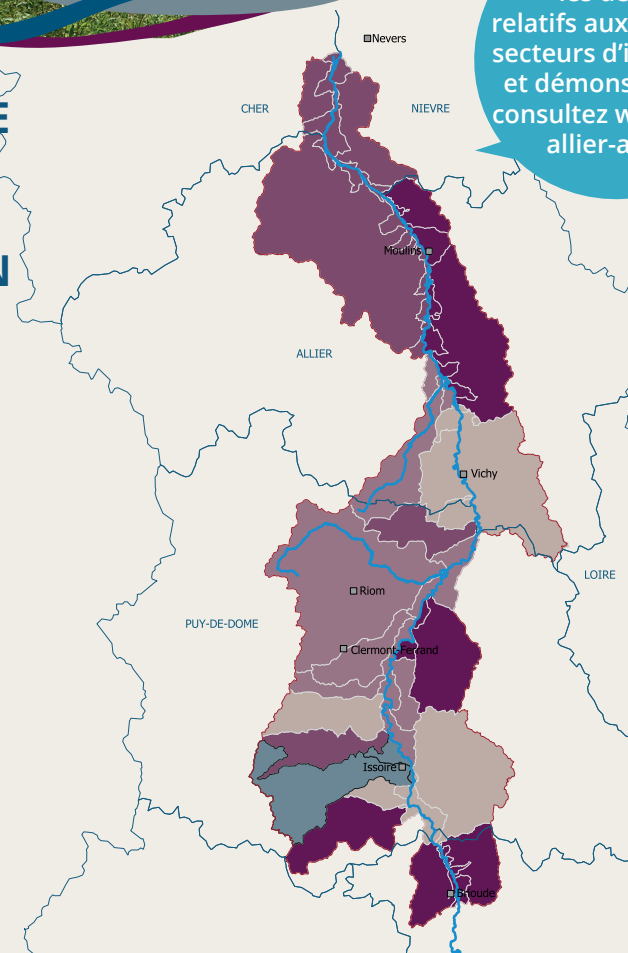 relatifs aux
secteurs d'i
et démons
consultez w
allier-a
Nevers
CHER
NIEVRE
E
N
Moulins
ALLIER
Vichy
LOIRE
Riom
PUY-DE-DOME
Clermont-Ferrand
Issoire
Brioude